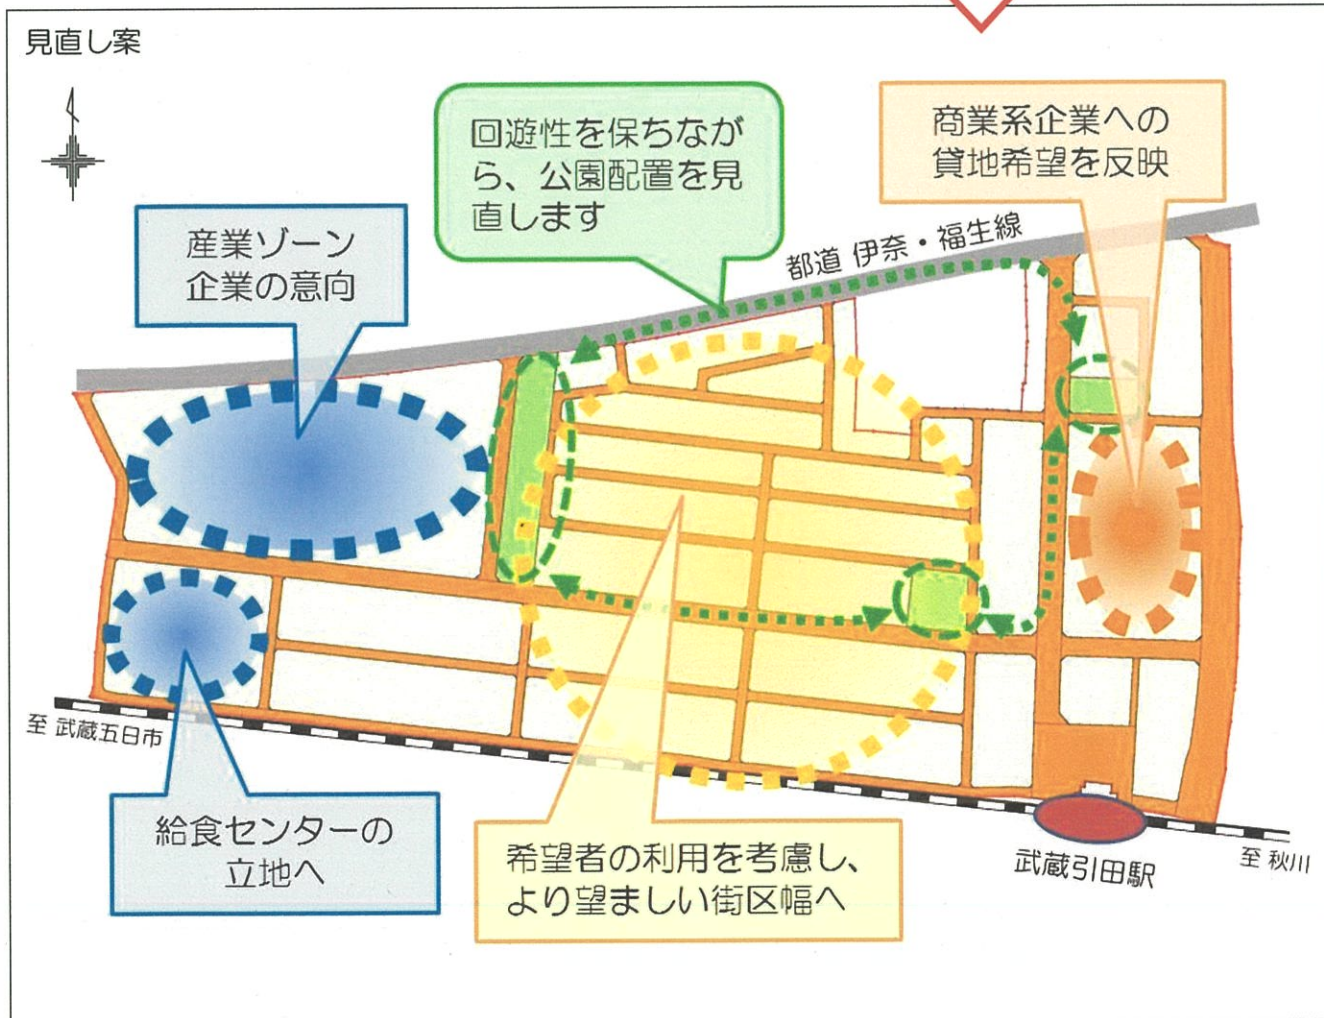 見直し案
回遊性を保ちなが
ら、公園配置を見
直します
商業系企業への
貸地希望を反映
産業ゾーン
企業の意向
都道 伊奈・福生線
至 武蔵五日市
給食センターの
立地へ
希望者の利用を考慮し、
より望ましい街区幅へ
武蔵引田駅
至 秋川